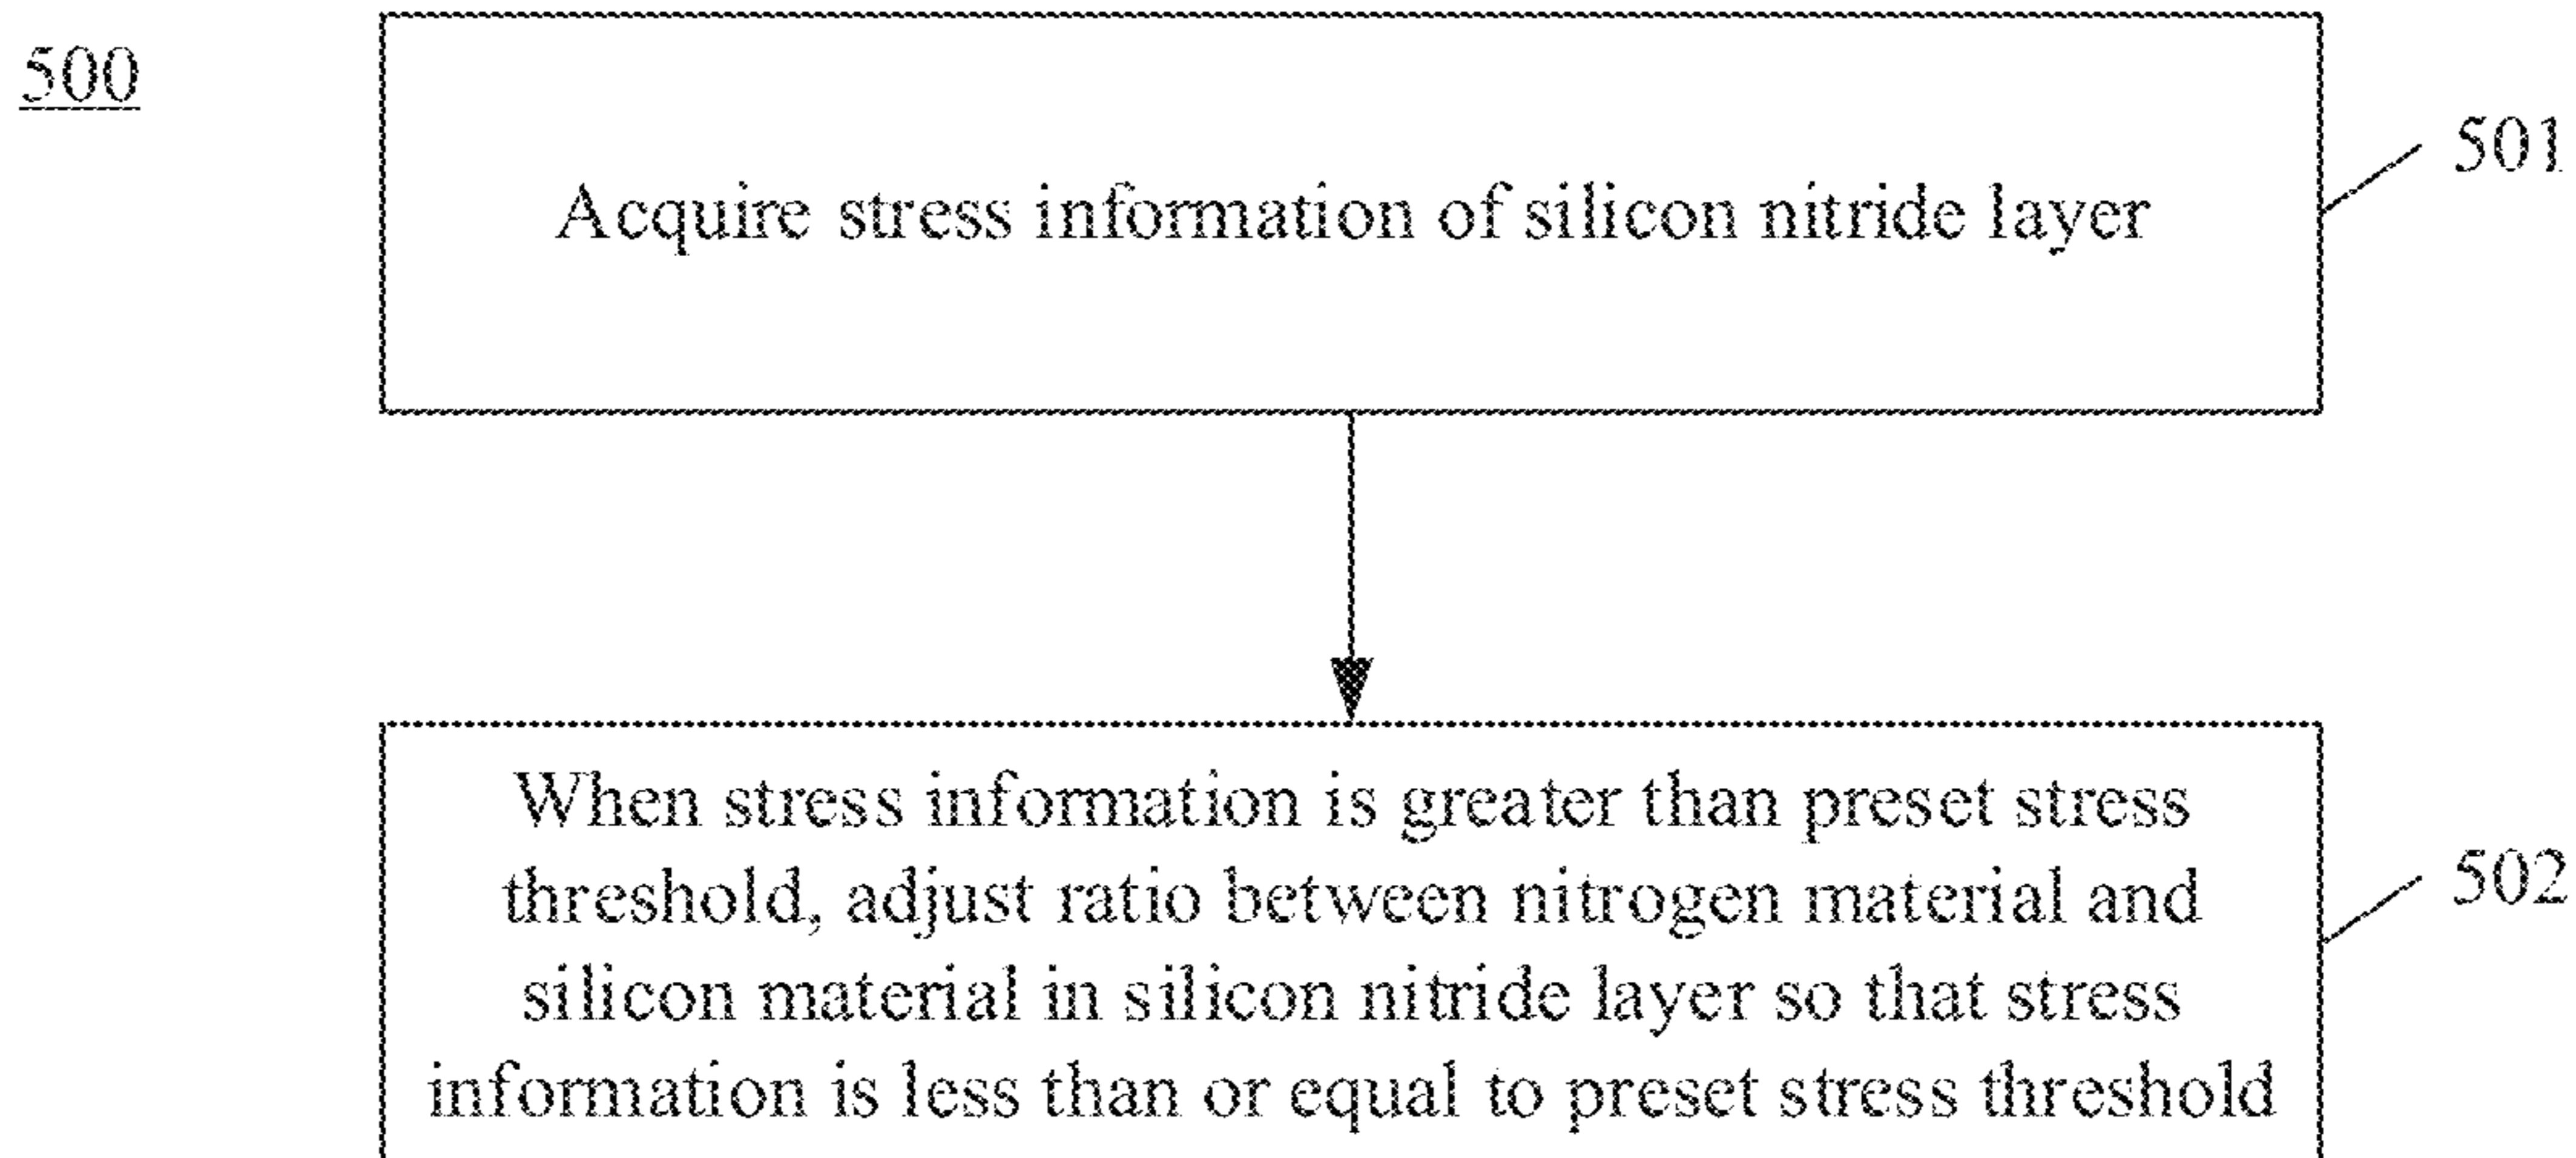 500
Acquire stress information of silicon nitride layer
501
When stress information is greater than preset stress
threshold, adjust ratio between nitrogen material and
silicon material in silicon nitride layer so that stress
information is less than or equal to preset stress threshold
502